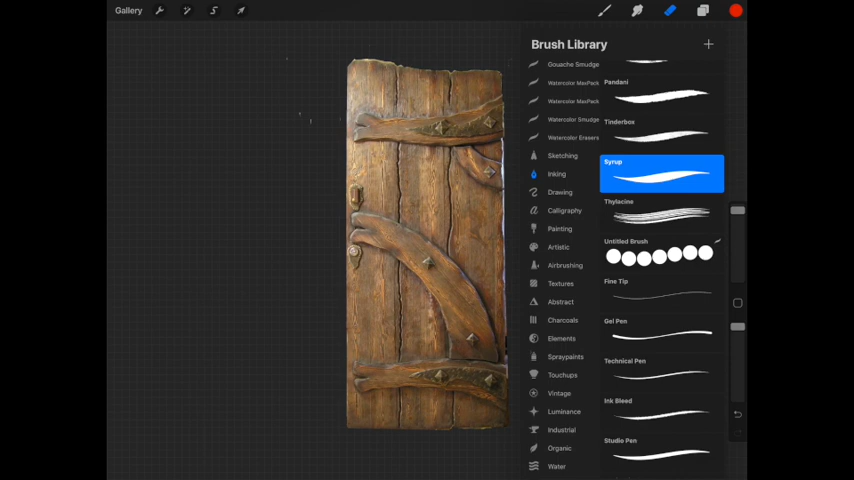 Gallery
Brush Library
Gouache Smudge
Watercolor MaxPack
Watercolor MaxPack
Watercolor Smudge
Watercolor Erasers
Sketching
Inking
Drawing
Calligraphy
Painting
Artistic
Airbrushing
Textures
Abstract
Charcoals
Elements
Spraypaints
Touchups
Vintage
Luminance
Industrial
Organic
Water
Pandani
Tinderbox
Syrup
Thylacine
Untitled Brush
Fine Tip
Gel Pen
Technical Pen
Ink Bleed
Studio Pen